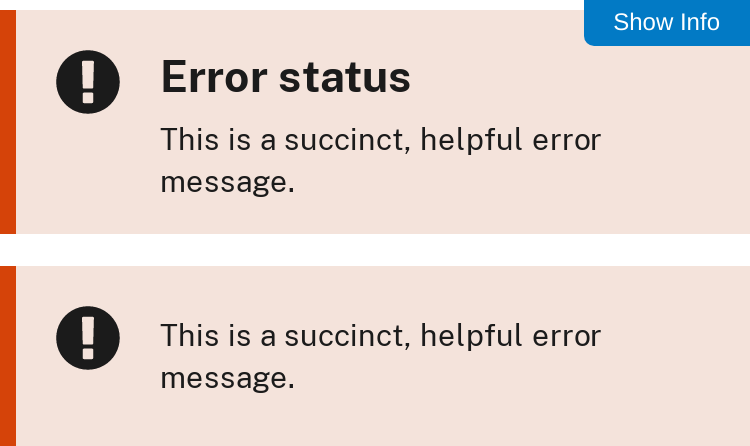 Show Info
Error status
This is a succinct, helpful error
message.
This is a succinct, helpful error
message.